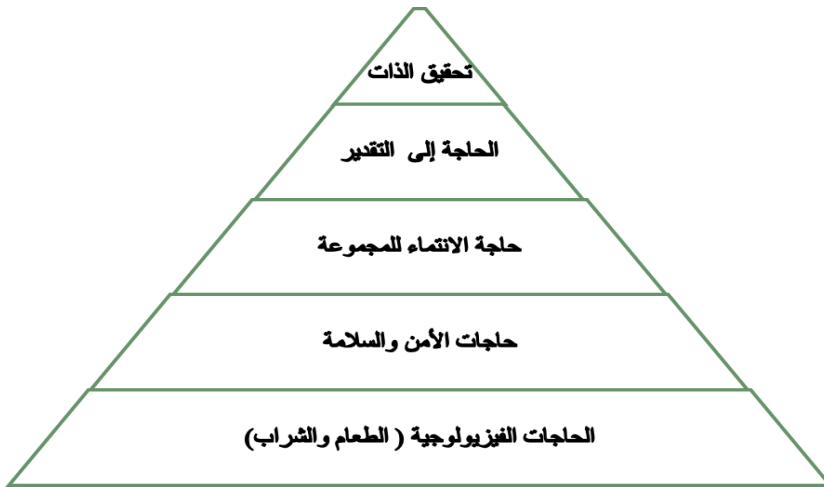 تحقيق الذات
الحاجة إلى التقدير
حاجة الانتماء للمجموعة
حاجات الأمن والسلامة
الحاجات الفيزيولوجية ( الطعام والشراب)